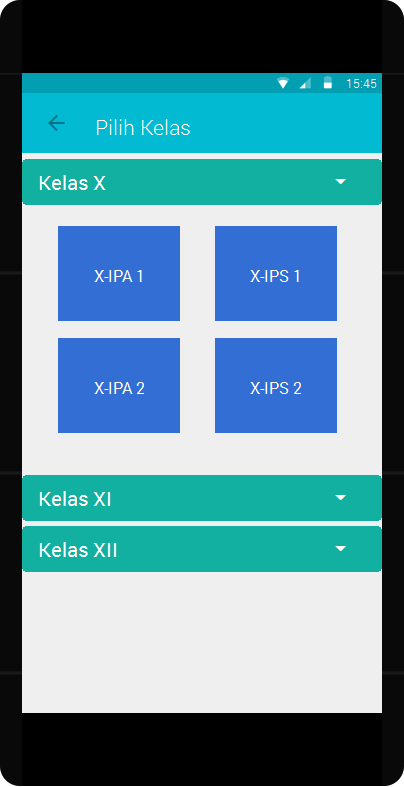 15:45
Pilih Kelas
Kelas X
X-IPA 1
X-IPS 1
X-IPA 2
X-IPS 2
Kelas XI
Kelas XII